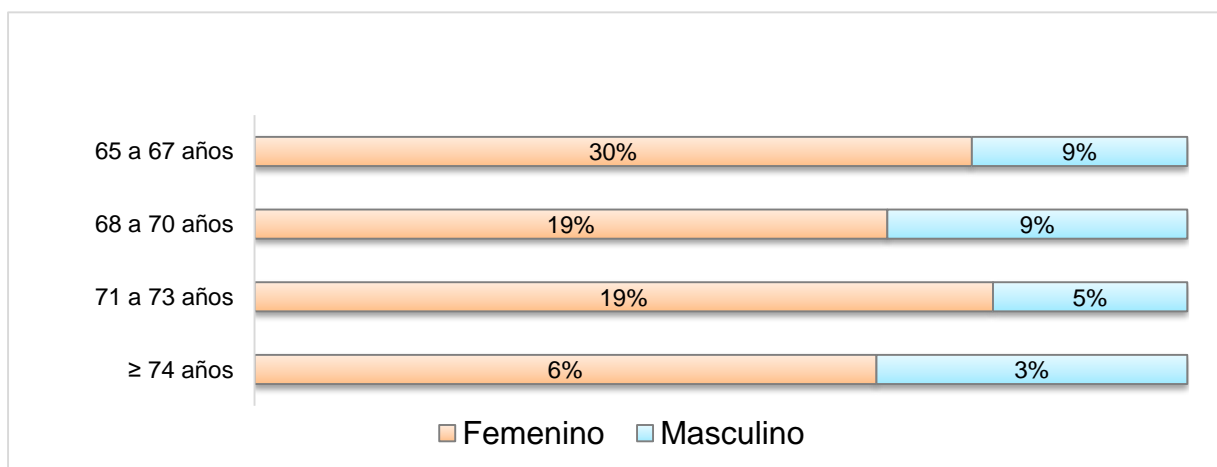 65 a 67 años 30% 9%
68 a 70 años 19% 9%
71 a 73 años 19% 5%
≥ 74 años 6% 3%
Femenino Masculino